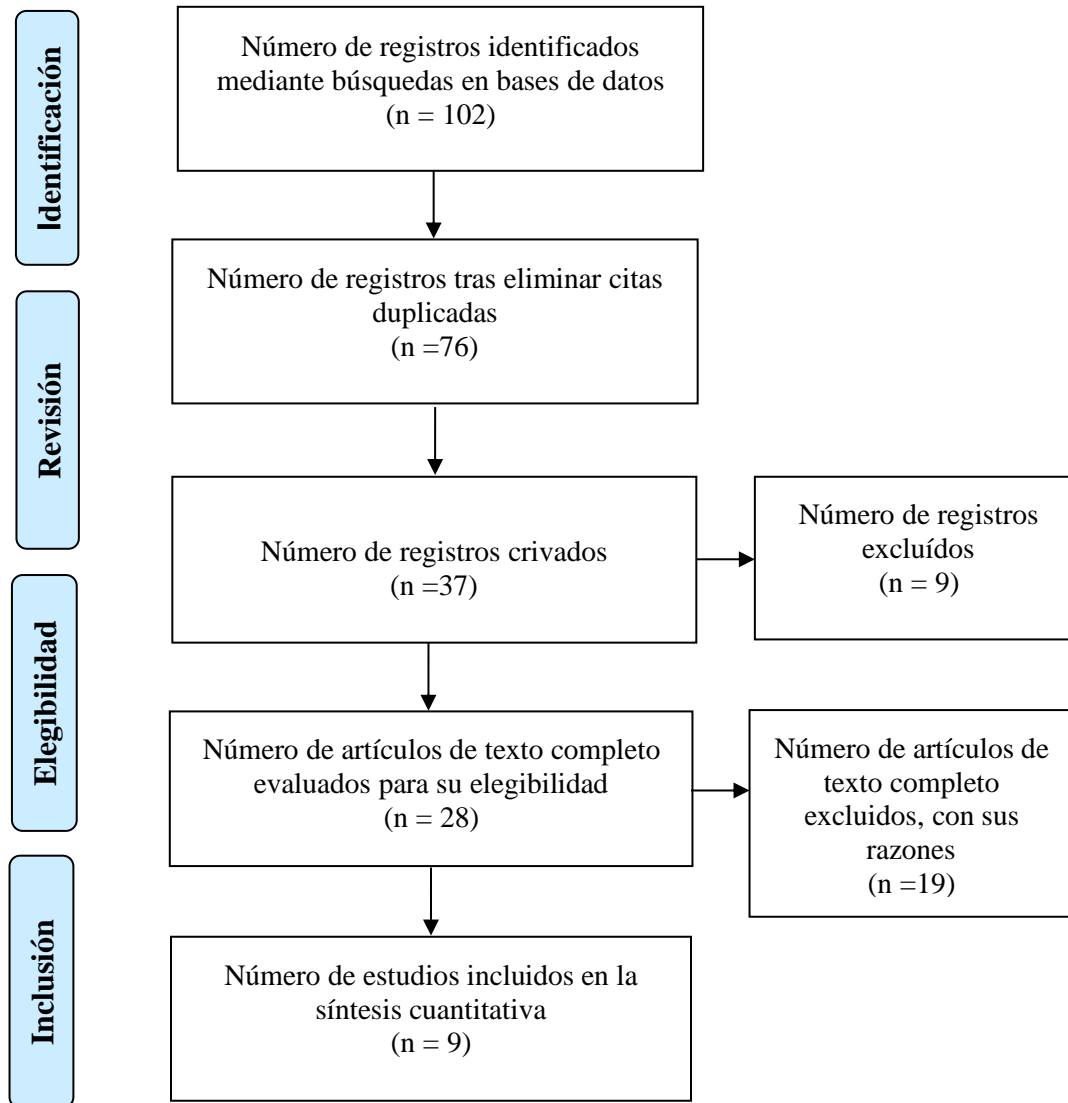 Identificación
Número de registros identificados
mediante búsquedas en bases de datos
(n = 102)
Número de registros tras eliminar citas
duplicadas
(n =76)
Revisión
Número de registros crivados
(n =37)
Número de registros
excluídos
(n = 9)
Elegibilidad
Número de artículos de texto completo
evaluados para su elegibilidad
(n = 28)
Número de artículos de
texto completo
excluidos, con sus
razones
(n =19)
Inclusión
Número de estudios incluidos en la
síntesis cuantitativa
(n = 9)